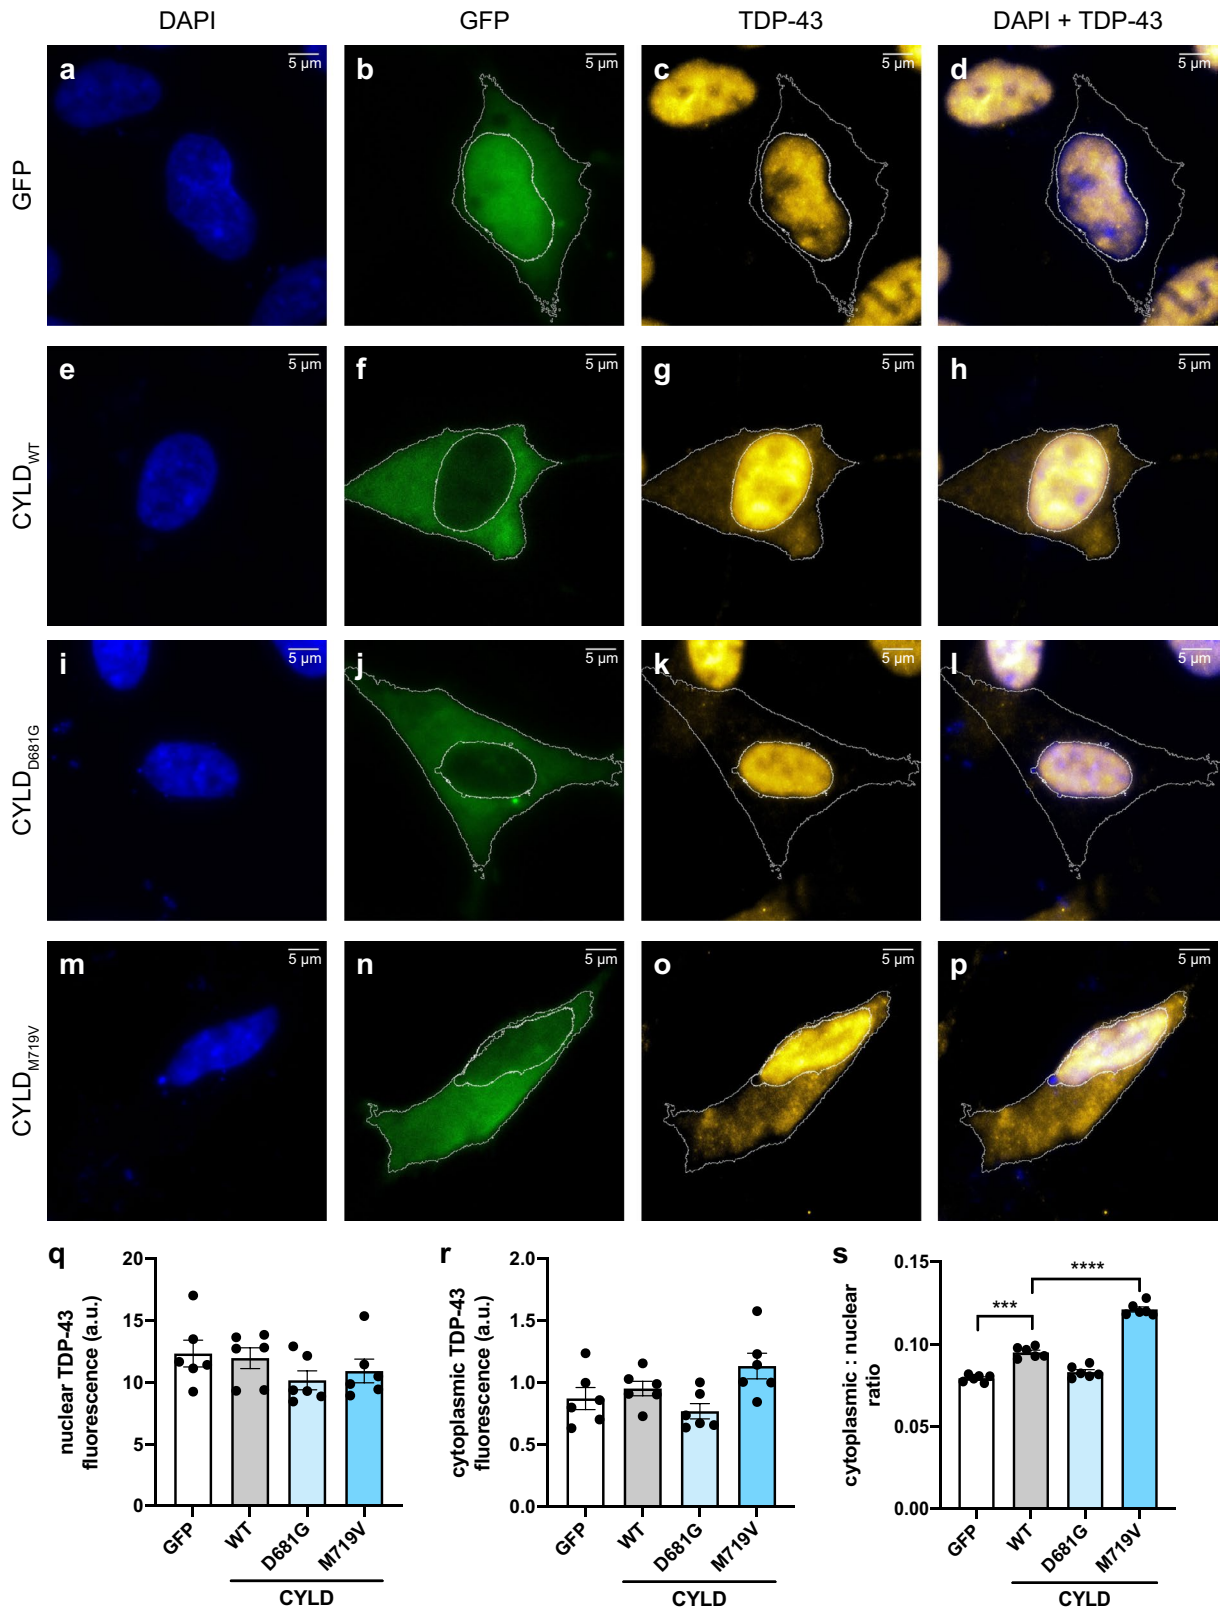 DAPI GFP TDP-43 DAPI + TDP-43
GFP
a 5 µm b 5 µm c 5 µm d 5 µm
CYLD_WT
e 5 µm f 5 µm g 5 µm h 5 µm
CYLD_D681G
i 5 µm j 5 µm k 5 µm l 5 µm
CYLD_M719V
m 5 µm n 5 µm o 5 µm p 5 µm
q
nuclear TDP-43
fluorescence (a.u.)
20
15
10
5
0
GFP WT D681G M719V
CYLD
r
cytoplasmic TDP-43
fluorescence (a.u.)
2.0
1.5
1.0
0.5
0.0
GFP WT D681G M719V
CYLD
s
cytoplasmic : nuclear
ratio
0.15
0.10
0.05
0.00
*** ****
GFP WT D681G M719V
CYLD